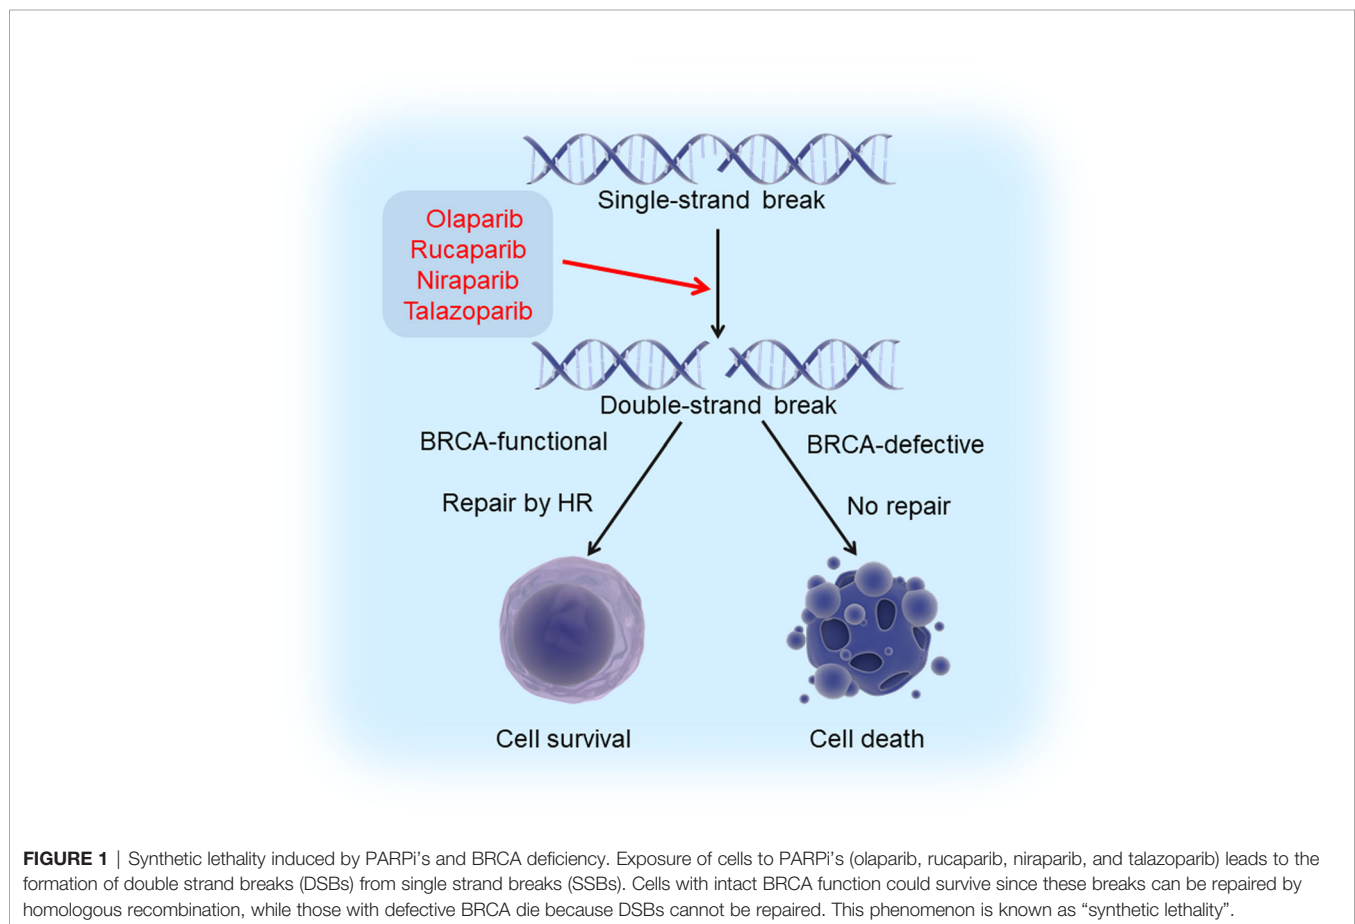 Single-strand break
Olaparib
Rucaparib
Niraparib
Talazoparib
Double-strand break
BRCA-functional
BRCA-defective
Repair by HR
No repair
Cell survival
Cell death
FIGURE 1 | Synthetic lethality induced by PARPi’s and BRCA deficiency. Exposure of cells to PARPi’s (olaparib, rucaparib, niraparib, and talazoparib) leads to the
formation of double strand breaks (DSBs) from single strand breaks (SSBs). Cells with intact BRCA function could survive since these breaks can be repaired by
homologous recombination, while those with defective BRCA die because DSBs cannot be repaired. This phenomenon is known as “synthetic lethality”.